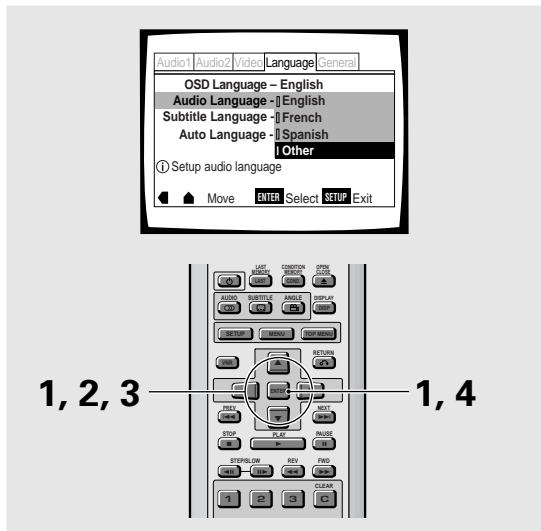 Audio1 Audio2 Video Language General
OSD Language – English
Audio Language - English
Subtitle Language - French
Auto Language - Spanish
Other
i Setup audio language
Move ENTER Select SETUP Exit
LAST MEMORY CONDITION MEMORY OPEN/CLOSE
LAST COND.
AUDIO SUBTITLE ANGLE DISPLAY
DISP
SETUP MENU TOP MENU
VNR RETURN
1, 2, 3 ENTER 1, 4
PREV NEXT
STOP PLAY PAUSE
STEP/SLOW REV FWD
CLEAR
1 2 3 C